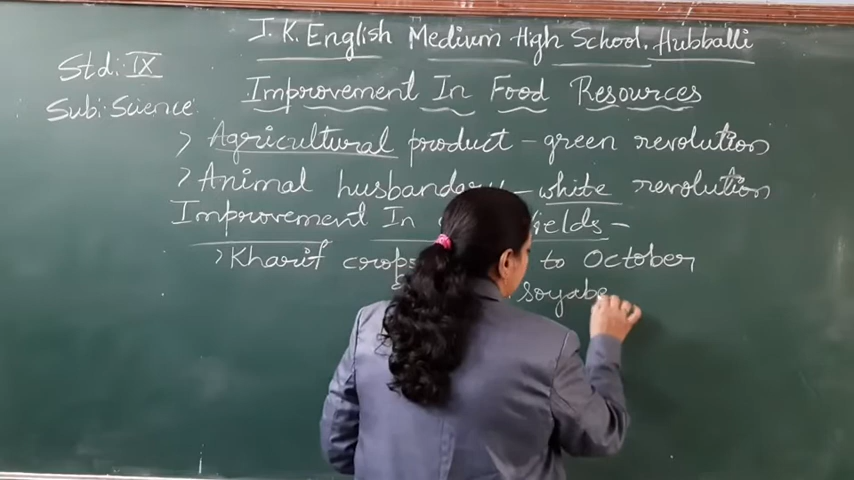 J.K. English Medium High School. Hubballi
Std: IX
Sub: Science
Improvement In Food Resources
> Agricultural product - green revolution
> Animal husbandary - white revolution
Improvement In ields -
> Kharif crops to October
soyabe